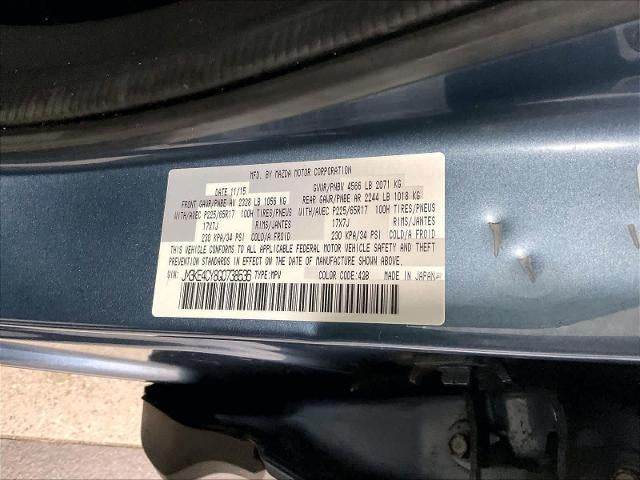 MFD. BY MAZDA MOTOR CORPORATION
DATE 11/15 GVWR/PNBV 4566 LB 2071 KG
FRONT GAWR/PNBE AV 2328 LB 1056 KG REAR GAWR/PNBE AR 2244 LB 1018 KG
WITH/AVEC P225/65R17 100H TIRES/PNEUS WITH/AVEC P225/65R17 100H TIRES/PNEUS
17X7J RIMS/JANTES 17X7J RIMS/JANTES
230 KPA/34 PSI COLD/A FROID 230 KPA/34 PSI COLD/A FROID
THIS VEHICLE CONFORMS TO ALL APPLICABLE FEDERAL MOTOR VEHICLE SAFETY AND THEFT
PREVENTION STANDARDS IN EFFECT ON THE DATE OF MANUFACTURE SHOWN ABOVE.
VIN: JM3KE4CY8G0738536 TYPE:MPV COLOR CODE:42B MADE IN JAPAN